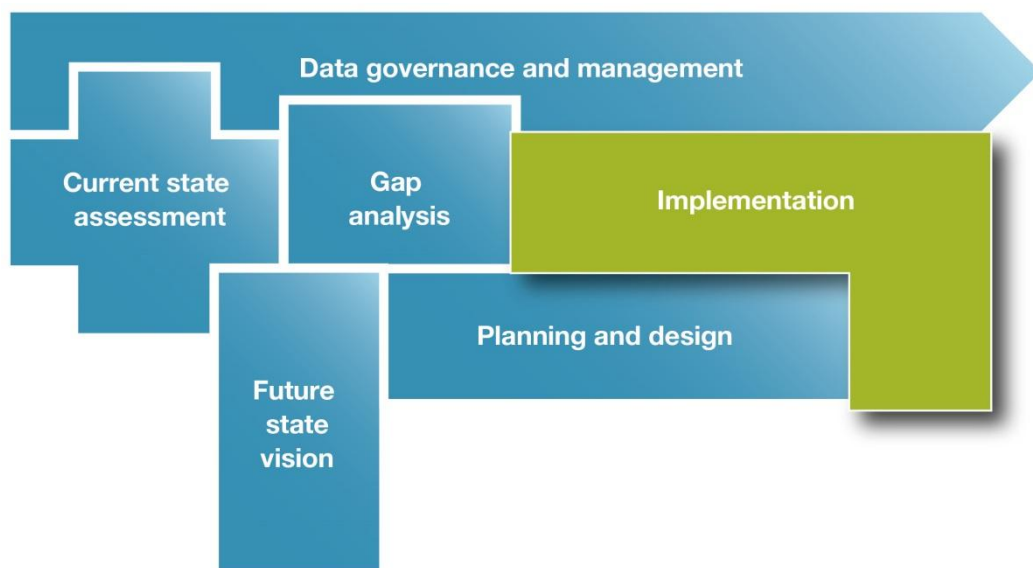 Data governance and management
Current state
assessment
Gap
analysis
Implementation
Planning and design
Future
state
vision